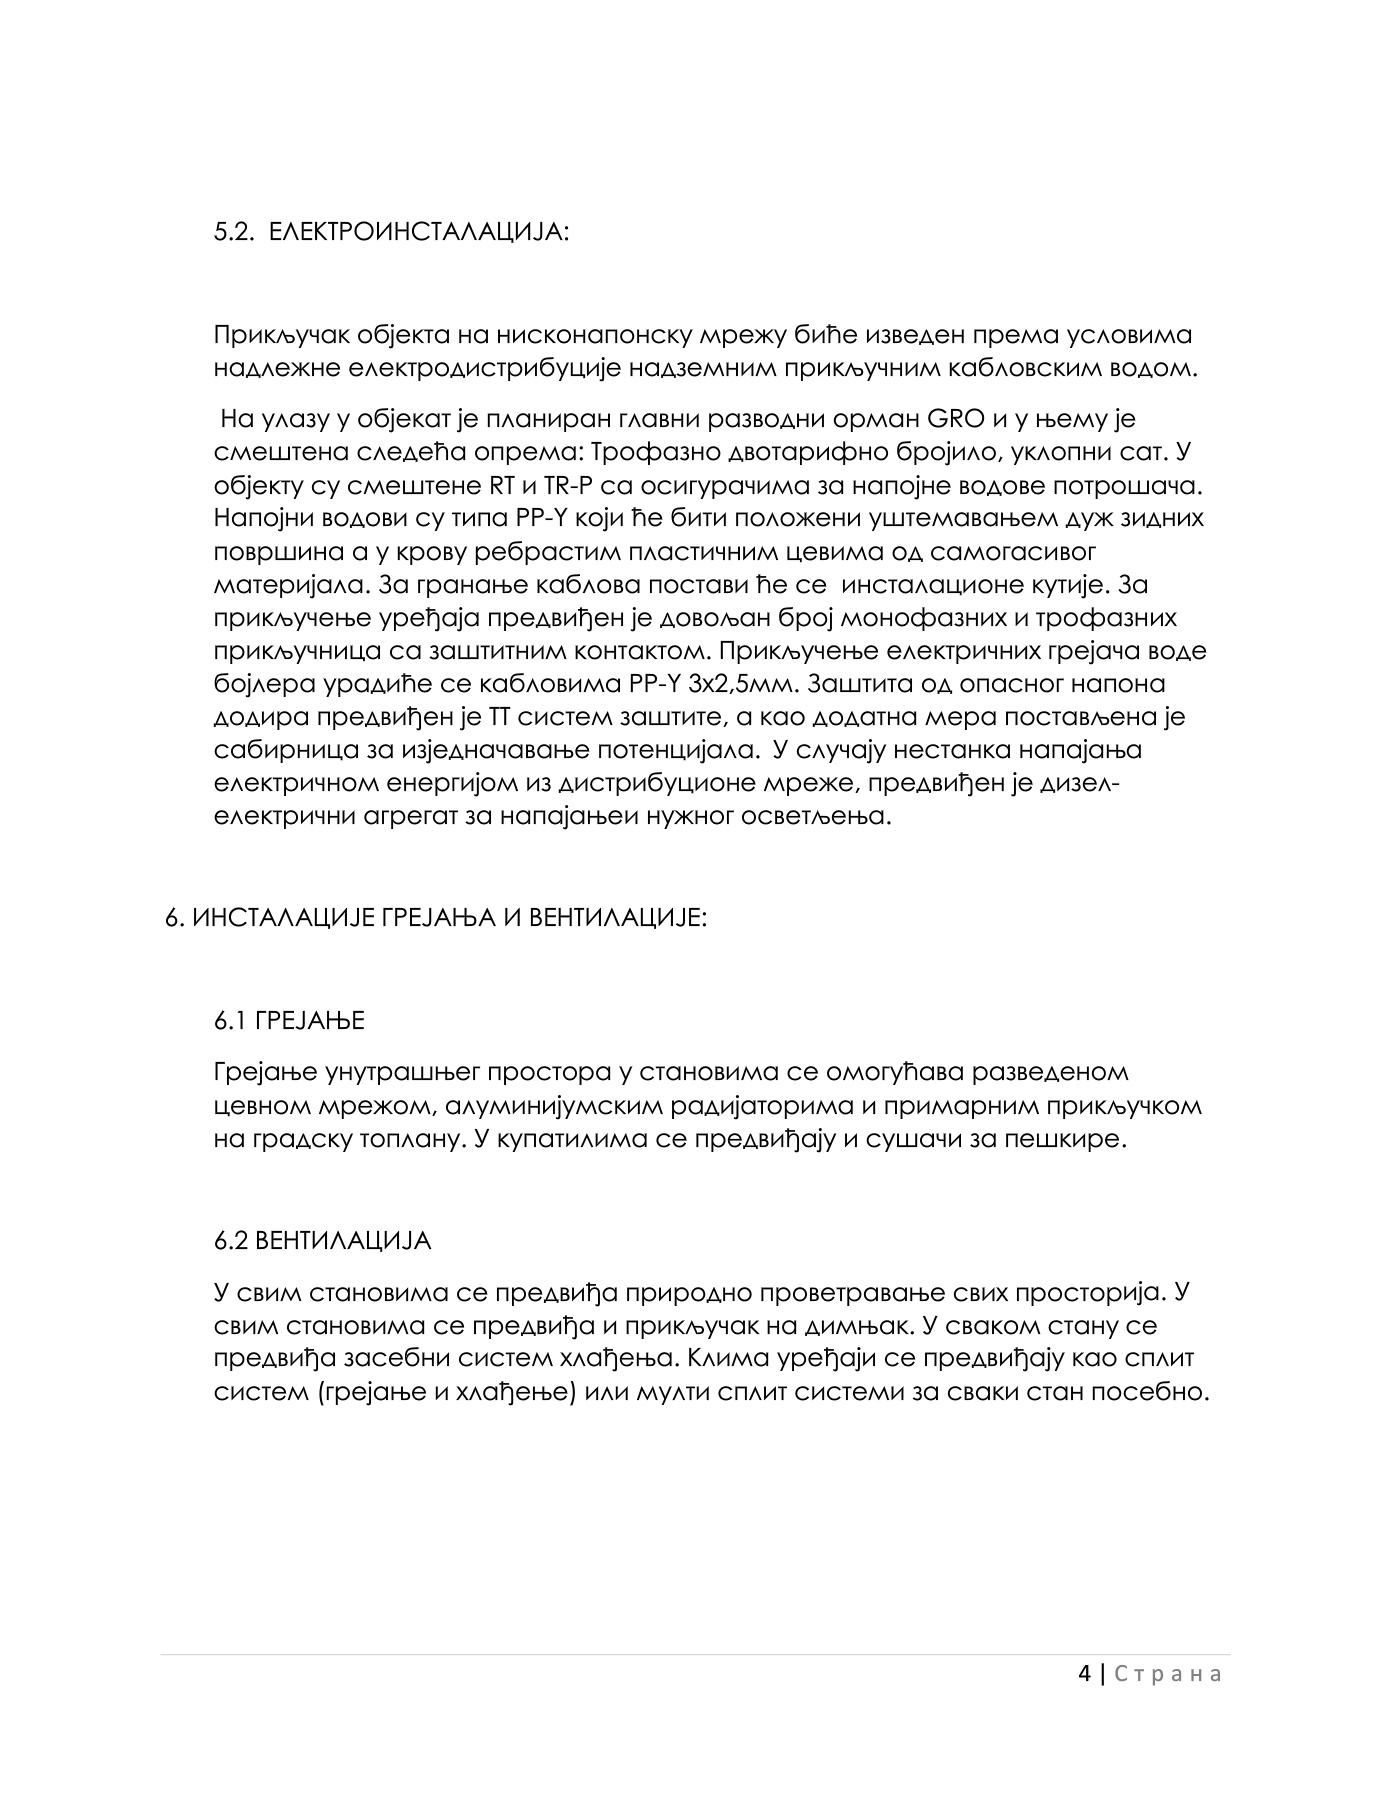 5.2. ЕЛЕКТРОИНСТАЛАЦИЈА:
Прикључак објекта на нисконапонску мрежу биће изведен према условима
надлежне електродистрибуције надземним прикључним кабловским водом.
На улазу у објекат је планиран главни разводни орман GRO и у њему је
смештена следећа опрема: Трофазно двотарифно бројило, уклопни сат. У
објекту су смештене RT и TR-P са осигурачима за напојне водове потрошача.
Напојни водови су типа PP-Y који ће бити положени уштемавањем дуж зидних
површина а у крову ребрастим пластичним цевима од самогасивог
материјала. За гранање каблова постави ће се инсталационе кутије. За
прикључење уређаја предвиђен је довољан број монофазних и трофазних
прикључница са заштитним контактом. Прикључење електричних грејача воде
бојлера урадиће се кабловима PP-Y 3x2,5мм. Заштита од опасног напона
додира предвиђен је ТТ систем заштите, а као додатна мера постављена је
сабирница за изједначавање потенцијала. У случају нестанка напајања
електричном енергијом из дистрибуционе мреже, предвиђен је дизел-
електрични агрегат за напајањеи нужног осветљења.
6. ИНСТАЛАЦИЈЕ ГРЕЈАЊА И ВЕНТИЛАЦИЈЕ:
6.1 ГРЕЈАЊЕ
Грејање унутрашњег простора у становима се омогућава разведеном
цевном мрежом, алуминијумским радијаторима и примарним прикључком
на градску топлану. У купатилима се предвиђају и сушачи за пешкире.
6.2 ВЕНТИЛАЦИЈА
У свим становима се предвиђа природно проветравање свих просторија. У
свим становима се предвиђа и прикључак на димњак. У сваком стану се
предвиђа засебни систем хлађења. Клима уређаји се предвиђају као сплит
систем (грејање и хлађење) или мулти сплит системи за сваки стан посебно.
4 | Страна